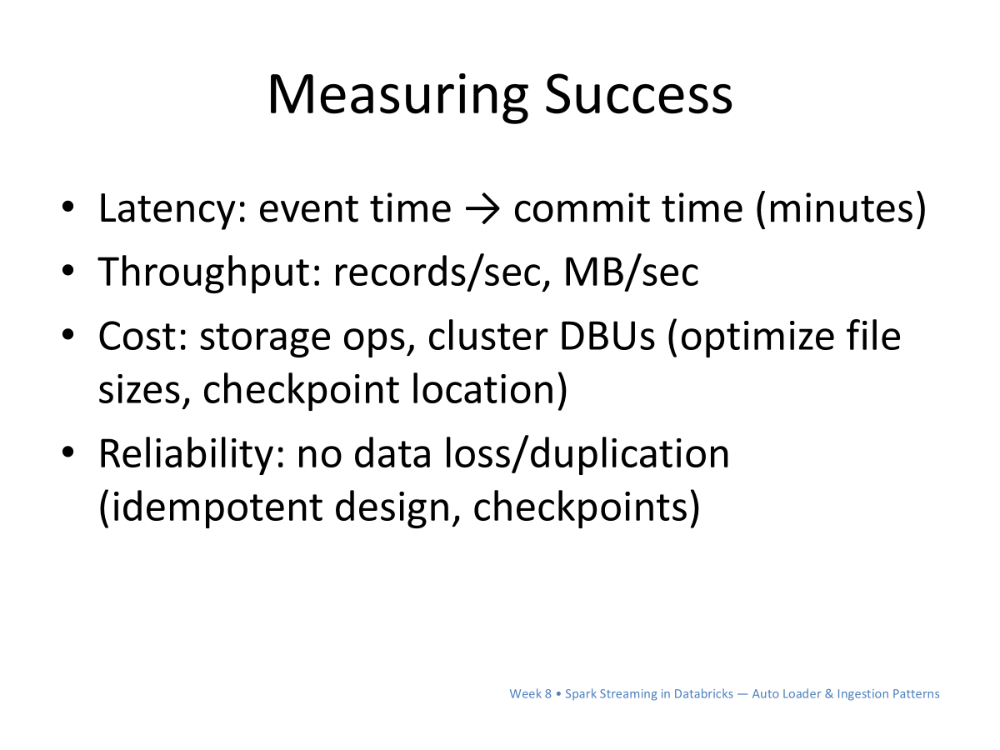 Measuring Success
• Latency: event time → commit time (minutes)
• Throughput: records/sec, MB/sec
• Cost: storage ops, cluster DBUs (optimize file
sizes, checkpoint location)
• Reliability: no data loss/duplication
(idempotent design, checkpoints)
Week 8 • Spark Streaming in Databricks — Auto Loader & Ingestion Patterns